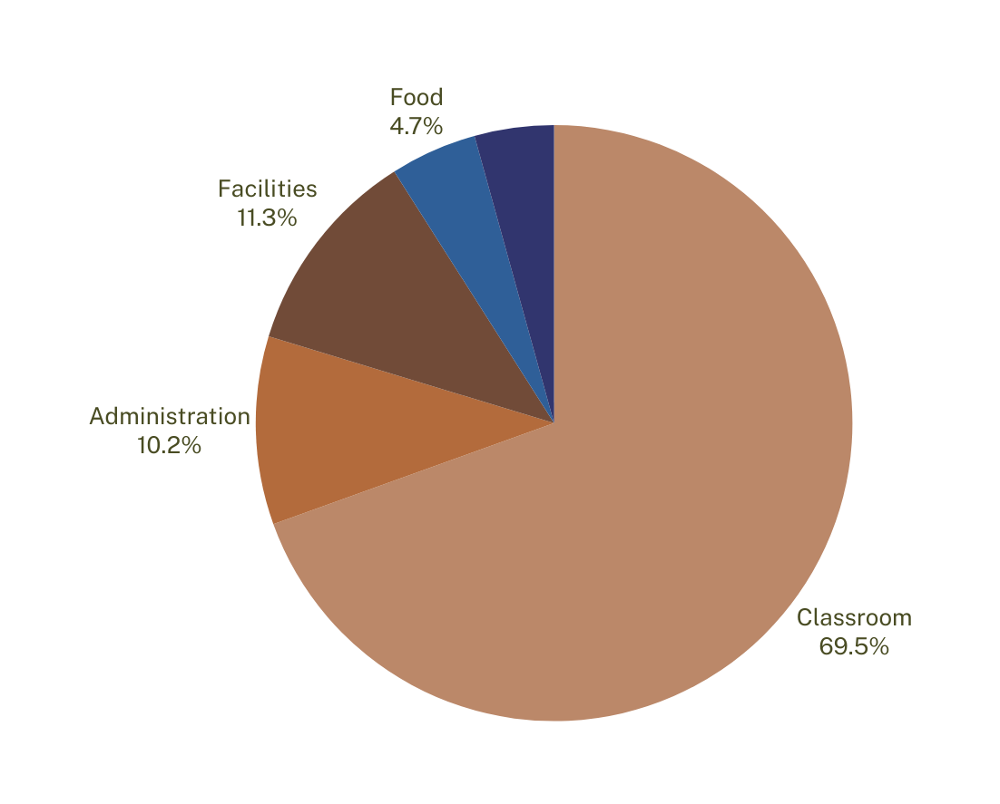 Food
4.7%
Facilities
11.3%
Administration
10.2%
Classroom
69.5%